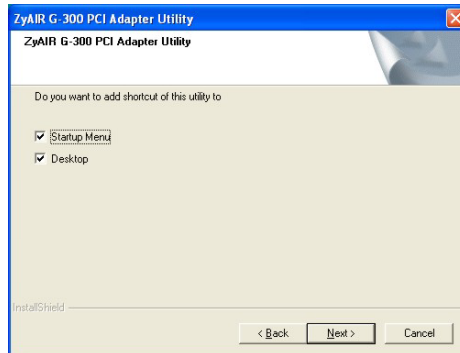 ZyAIR G-300 PCI Adapter Utility
ZyAIR G-300 PCI Adapter Utility
Do you want to add shortcut of this utility to
Startup Menu
Desktop
InstallShield
< Back Next > Cancel